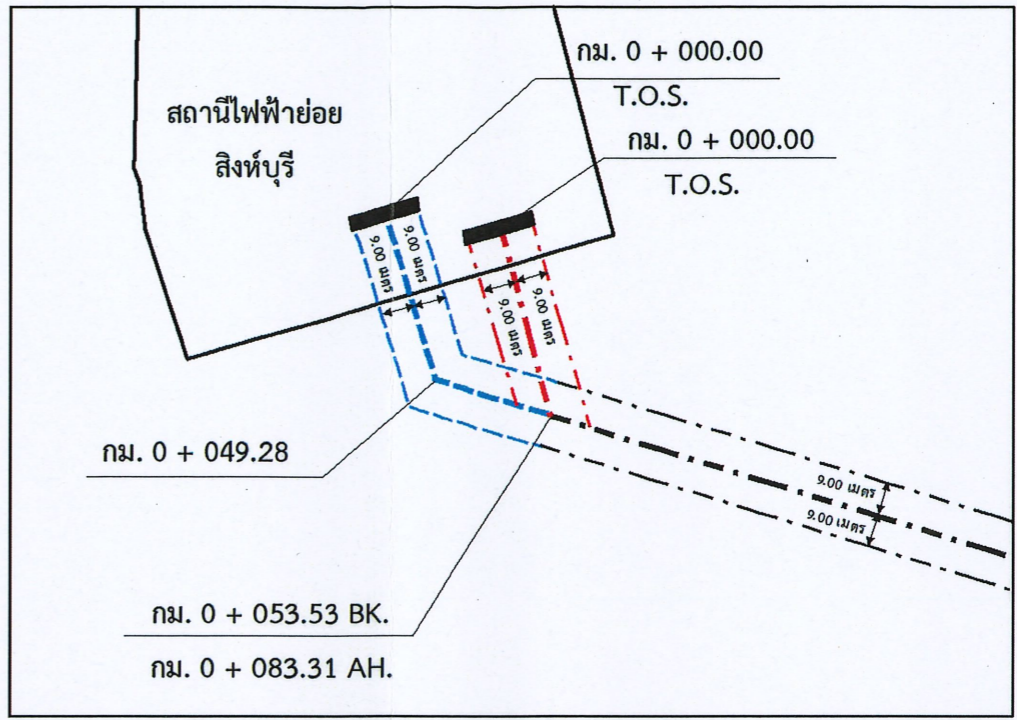 กม. 0 + 000.00
T.O.S.
สถานีไฟฟ้าย่อย
สิงห์บุรี
กม. 0 + 000.00
T.O.S.
9.00 เมตร
9.00 เมตร
9.00 เมตร
9.00 เมตร
กม. 0 + 049.28
9.00 เมตร
9.00 เมตร
กม. 0 + 053.53 BK.
กม. 0 + 083.31 AH.